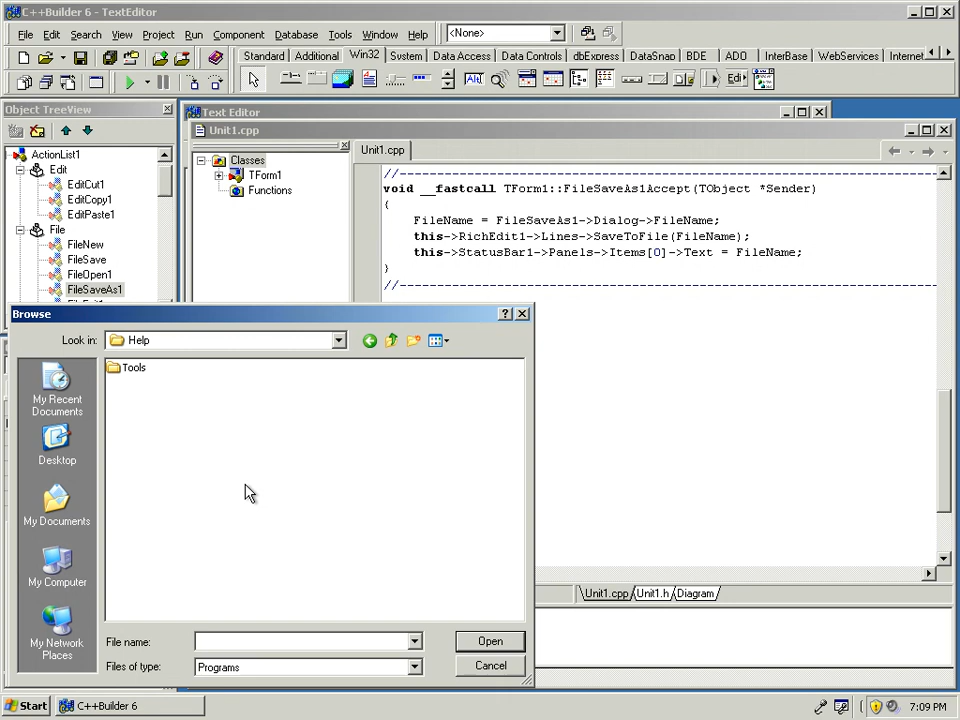 C++Builder 6 - TextEditor
File Edit Search View Project Run Component Database Tools Window Help <None>
Standard Additional Win32 System Data Access Data Controls dbExpress DataSnap BDE ADO InterBase WebServices Internet
Object TreeView
Text Editor
Unit1.cpp
ActionList1
Edit
EditCut1
EditCopy1
EditPaste1
File
FileNew
FileSave
FileOpen1
FileSaveAs1
Classes
TForm1
Functions
Unit1.cpp
void __fastcall TForm1::FileSaveAs1Accept(TObject *Sender)
{
FileName = FileSaveAs1->Dialog->FileName;
this->RichEdit1->Lines->SaveToFile(FileName);
this->StatusBar1->Panels->Items[0]->Text = FileName;
}
Browse
Look in: Help
Tools
My Recent
Documents
Desktop
My Documents
My Computer
My Network
Places
File name:
Open
Files of type: Programs
Cancel
Unit1.cpp Unit1.h Diagram
Start C++Builder 6 7:09 PM